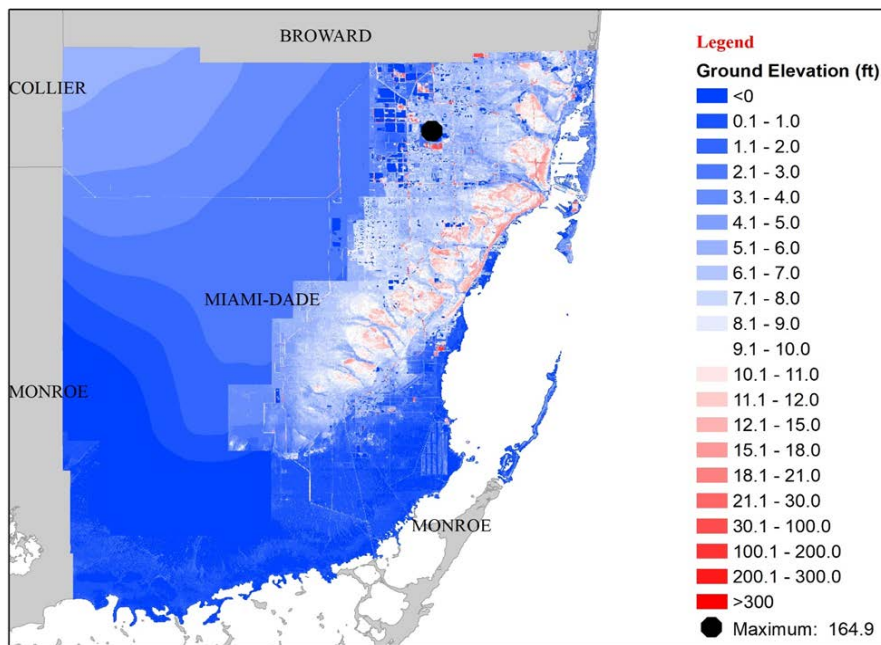 BROWARD
COLLIER
MIAMI-DADE
MONROE
MONROE
Legend
Ground Elevation (ft)
<0
0.1 - 1.0
1.1 - 2.0
2.1 - 3.0
3.1 - 4.0
4.1 - 5.0
5.1 - 6.0
6.1 - 7.0
7.1 - 8.0
8.1 - 9.0
9.1 - 10.0
10.1 - 11.0
11.1 - 12.0
12.1 - 15.0
15.1 - 18.0
18.1 - 21.0
21.1 - 30.0
30.1 - 100.0
100.1 - 200.0
200.1 - 300.0
>300
Maximum: 164.9